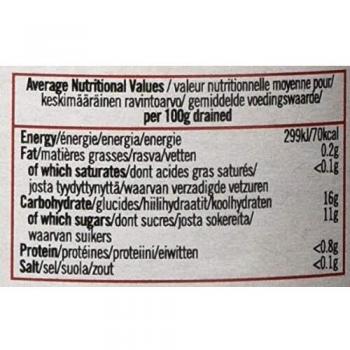 Average Nutritional Values / valeur nutritionnelle moyenne pour/
keskimääräinen ravintoarvo/ gemiddelde voedingswaarde/
per 100g drained
Energy/énergie/energia/energie 299kJ/70kcal
Fat/matières grasses/rasva/vetten 0.2g
of which saturates/dont acides gras saturés/ <0.1g
josta tyydyttynyttä/waarvan verzadigde vetzuren
Carbohydrate/glucides/hiilihydraatit/koolhydraten 16g
of which sugars/dont sucres/josta sokereita/ 11g
waarvan suikers
Protein/protéines/proteiini/eiwitten <0.8g
Salt/sel/suola/zout <0.1g